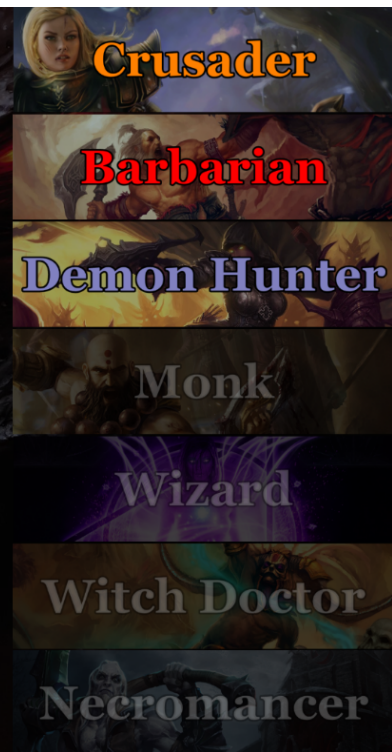 Crusader
Barbarian
Demon Hunter
Monk
Wizard
Witch Doctor
Necromancer